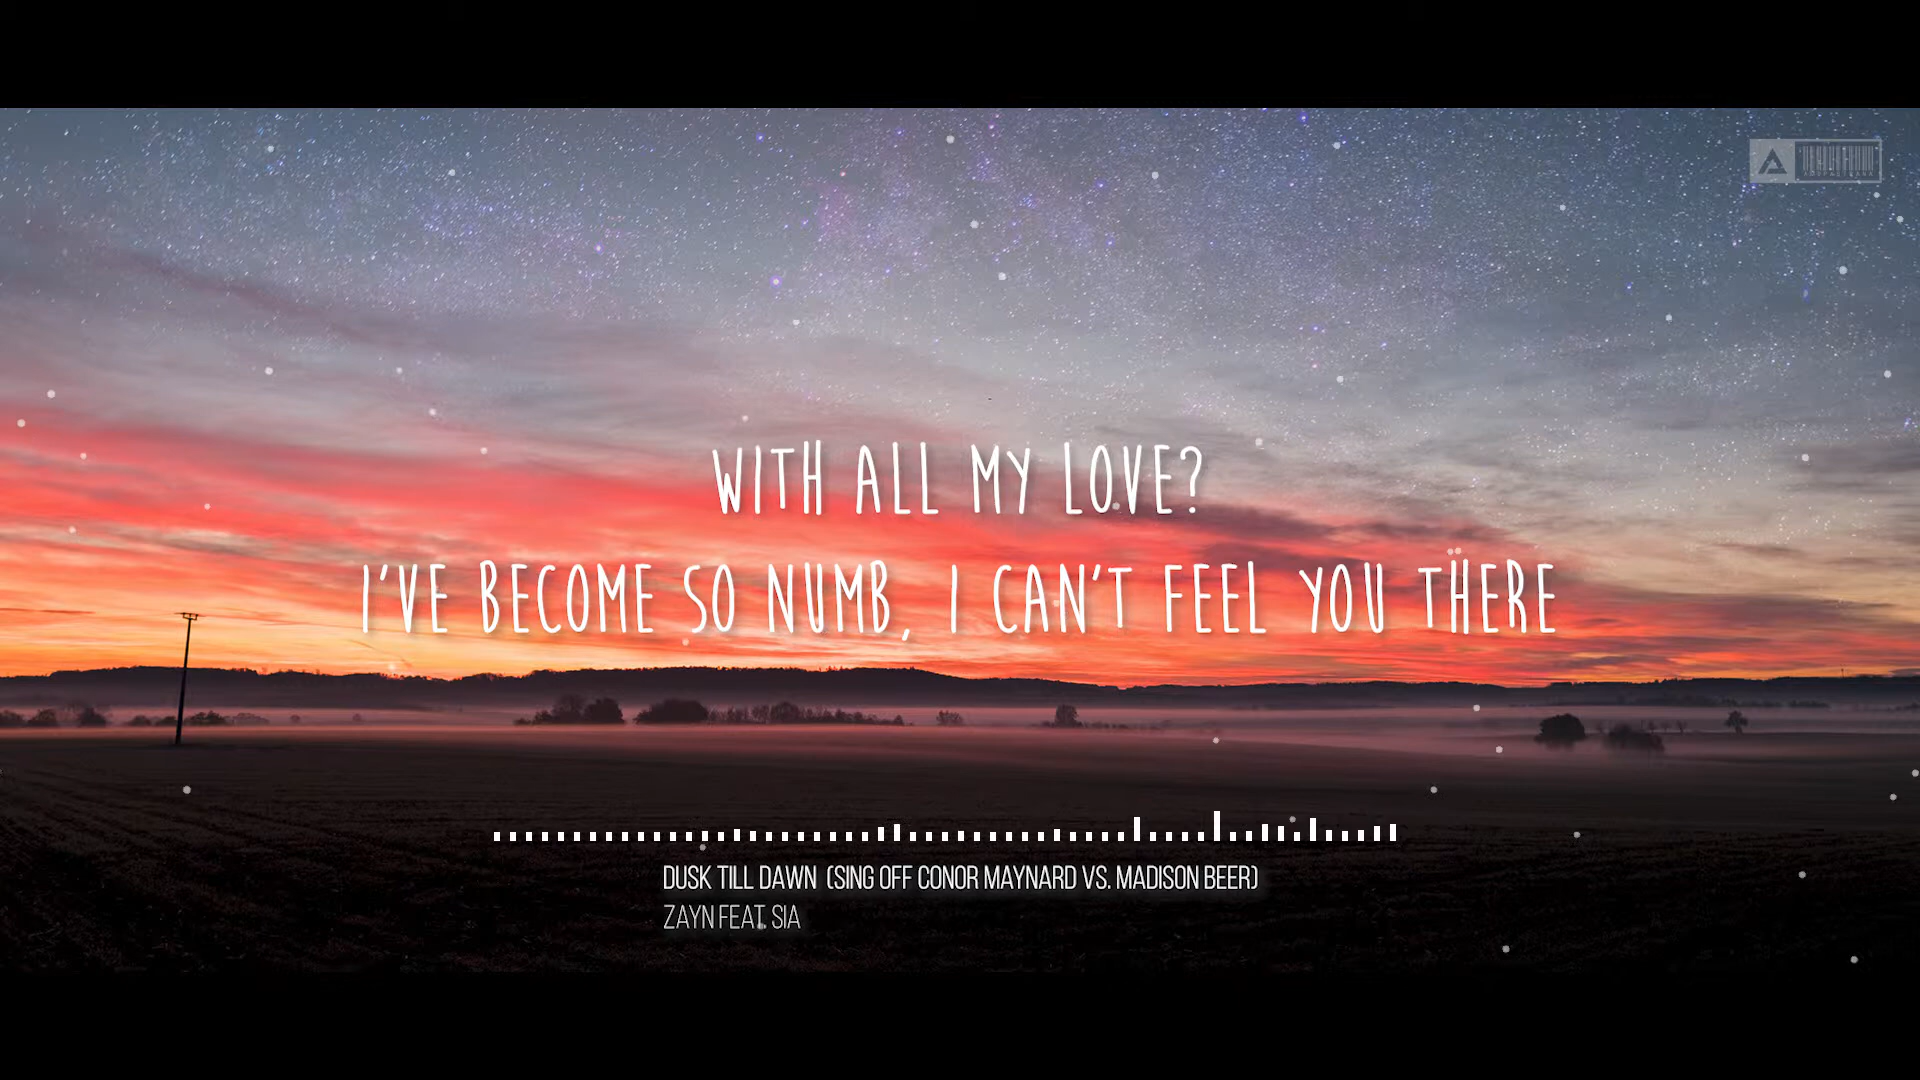 WITH ALL MY LOVE?
I'VE BECOME SO NUMB, I CAN'T FEEL YOU THERE
DUSK TILL DAWN (SING OFF CONOR MAYNARD VS. MADISON BEER)
ZAYN FEAT. SIA